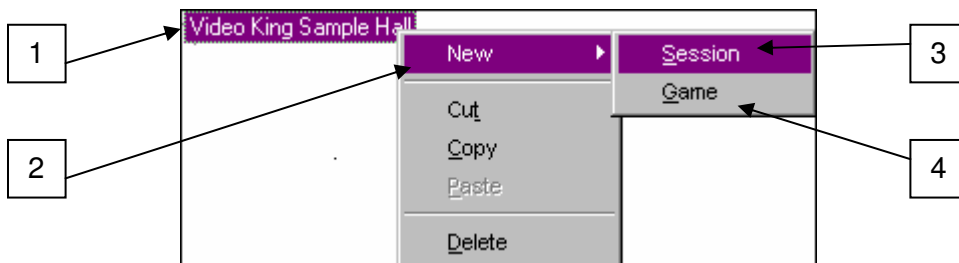 Video King Sample Hall
1
New
Session
3
Game
Cut
Copy
2
4
Paste
Delete